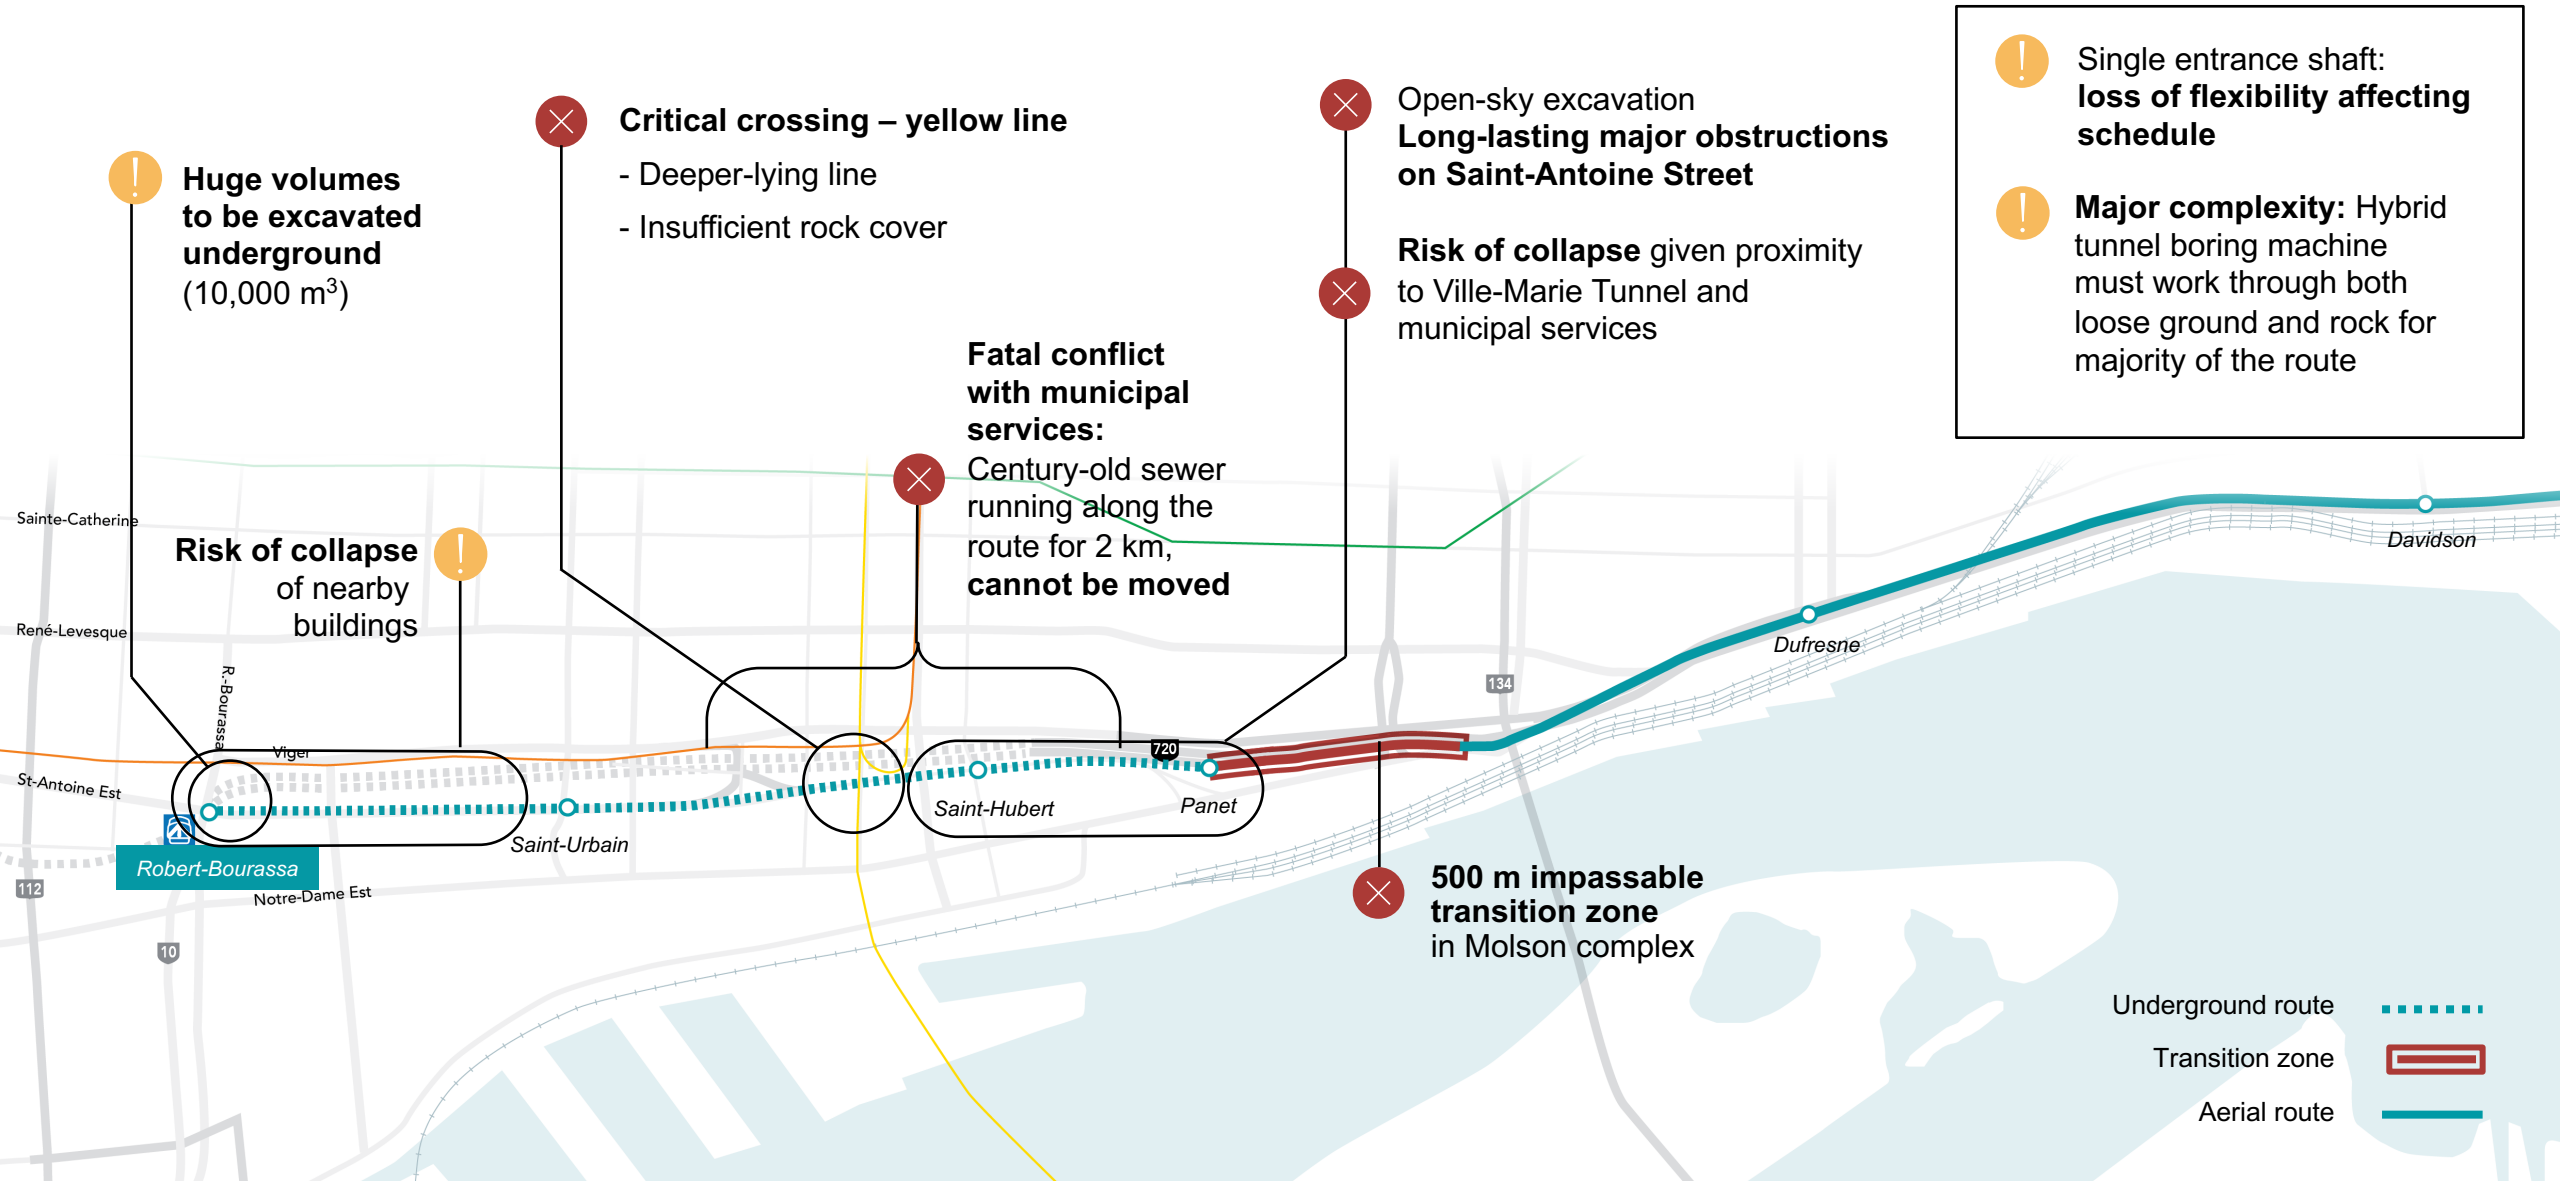 Huge volumes
to be excavated
underground
(10,000 m³)
Critical crossing – yellow line
- Deeper-lying line
- Insufficient rock cover
Open-sky excavation
Long-lasting major obstructions
on Saint-Antoine Street
Risk of collapse given proximity
to Ville-Marie Tunnel and
municipal services
Single entrance shaft:
loss of flexibility affecting
schedule
Major complexity: Hybrid
tunnel boring machine
must work through both
loose ground and rock for
majority of the route
Fatal conflict
with municipal
services:
Century-old sewer
running along the
route for 2 km,
cannot be moved
Risk of collapse
of nearby
buildings
Sainte-Catherine
René-Levesque
R.-Bourassa
Viger
St-Antoine Est
Robert-Bourassa
Saint-Urbain
Notre-Dame Est
112
10
Saint-Hubert
720
Panet
134
Dufresne
Davidson
500 m impassable
transition zone
in Molson complex
Underground route
Transition zone
Aerial route